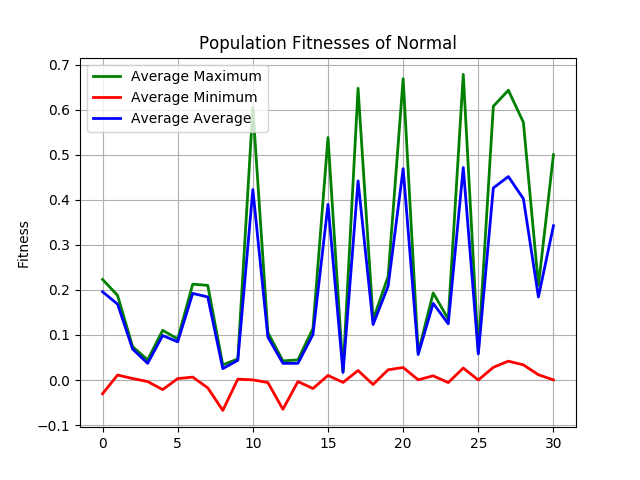 Population Fitnesses of Normal
Average Maximum
Average Minimum
Average Average
Fitness
0.7
0.6
0.5
0.4
0.3
0.2
0.1
0.0
−0.1
0 5 10 15 20 25 30